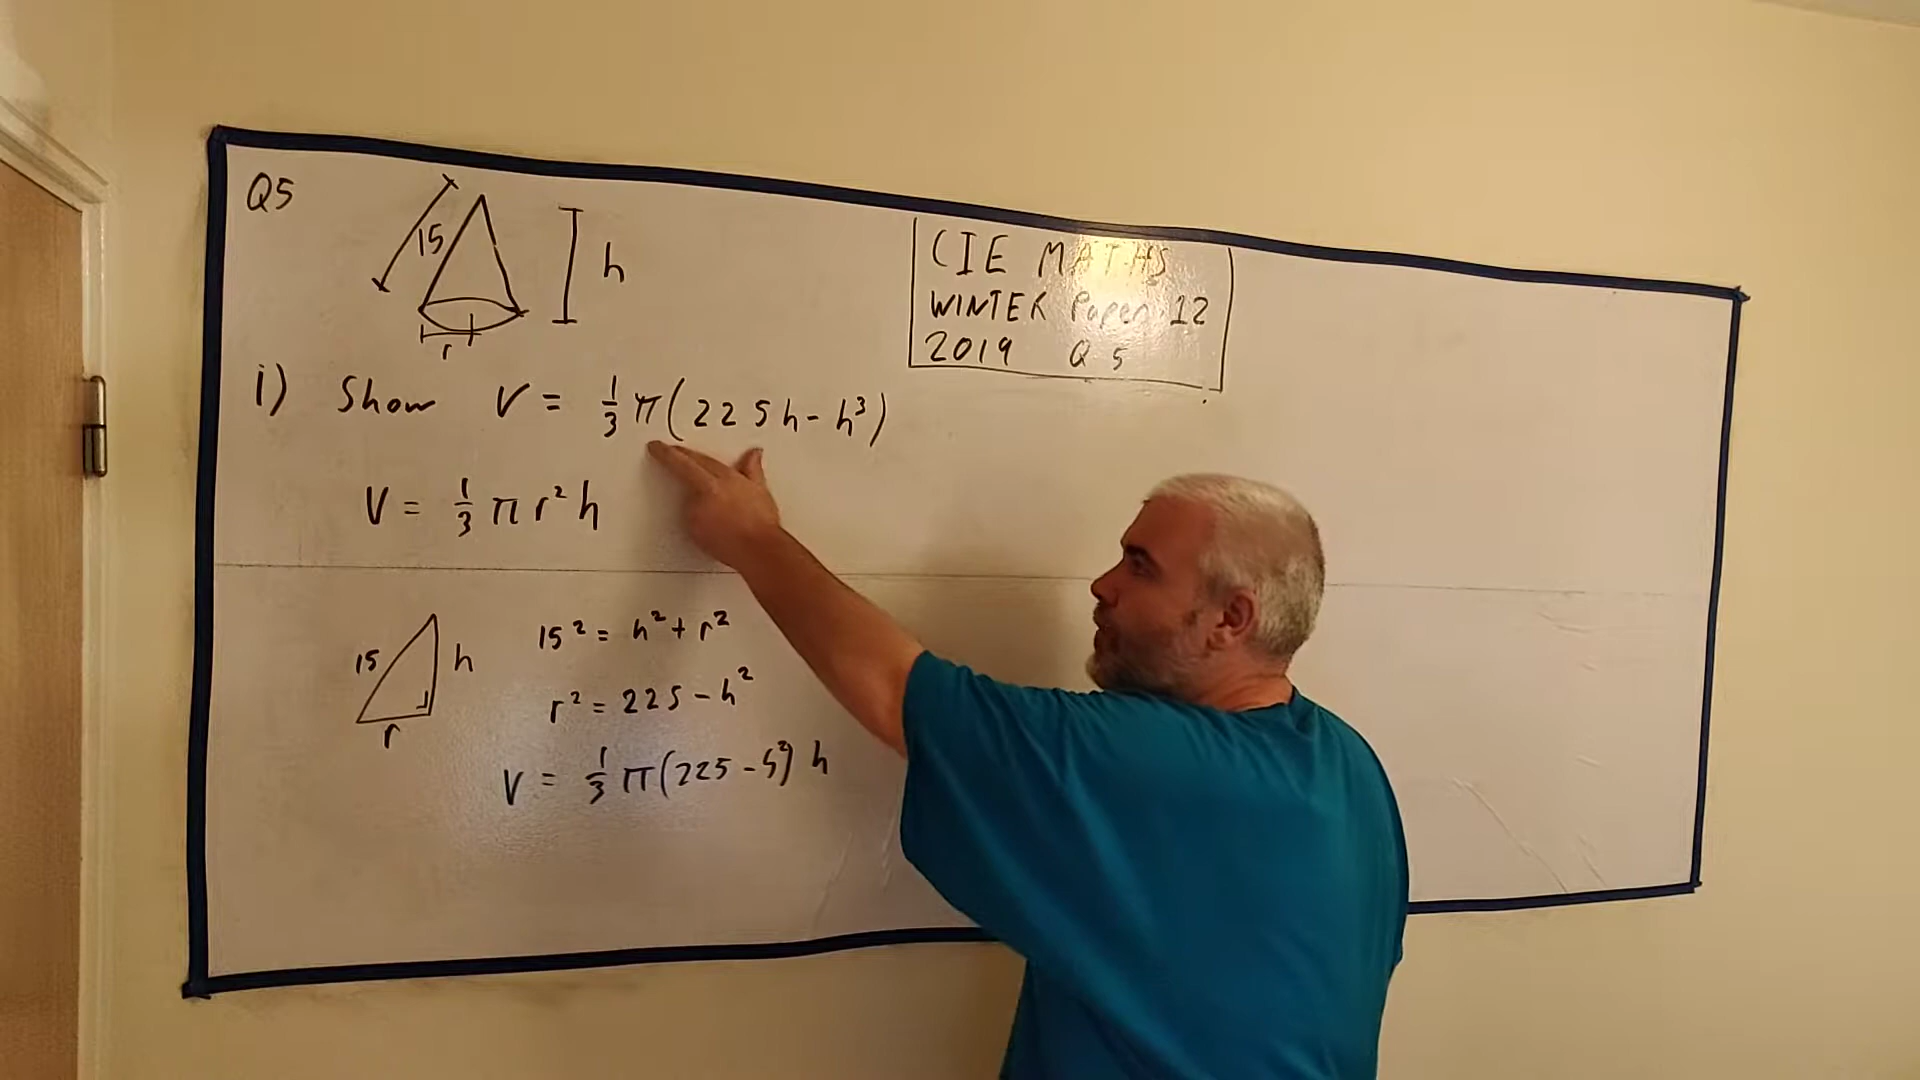 Q5
15
h
r
CIE MATHS
WINTER Paper 12
2019 Q5
i) Show V = 1/3 π(225h - h³)
V = 1/3 π r² h
15
h
r
15² = h² + r²
r² = 225 - h²
V = 1/3 π(225 - h²) h